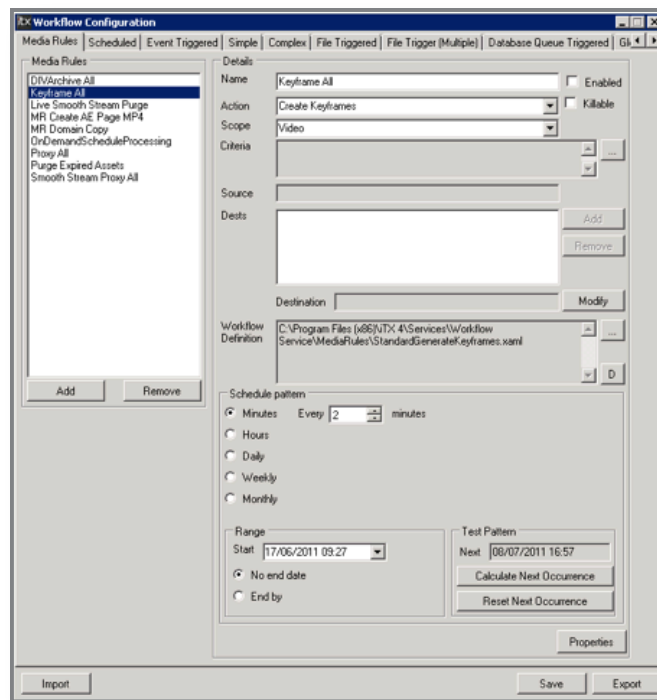 itx Workflow Configuration
Media Rules Scheduled Event Triggered Simple Complex File Triggered File Trigger (Multiple) Database Queue Triggered
Media Rules
DIVArchive All
Keyframe All
Live Smooth Stream Purge
MR Create AE Page MP4
MR Domain Copy
OnDemandScheduleProcessing
Proxy All
Purge Expired Assets
Smooth Stream Proxy All
Add Remove
Details
Name Keyframe All Enabled
Action Create Keyframes Killable
Scope Video
Criteria ...
Source
Dests Add
Remove
Destination Modify
Workflow Definition C:\Program Files (x86)\iTX 4\Services\Workflow ...
Service\MediaRules\StandardGenerateKeyframes.xaml
D
Schedule pattern
Minutes Every 2 minutes
Hours
Daily
Weekly
Monthly
Range
Start 17/06/2011 09:27
No end date
End by
Test Pattern
Next 08/07/2011 16:57
Calculate Next Occurrence
Reset Next Occurrence
Properties
Import Save Export